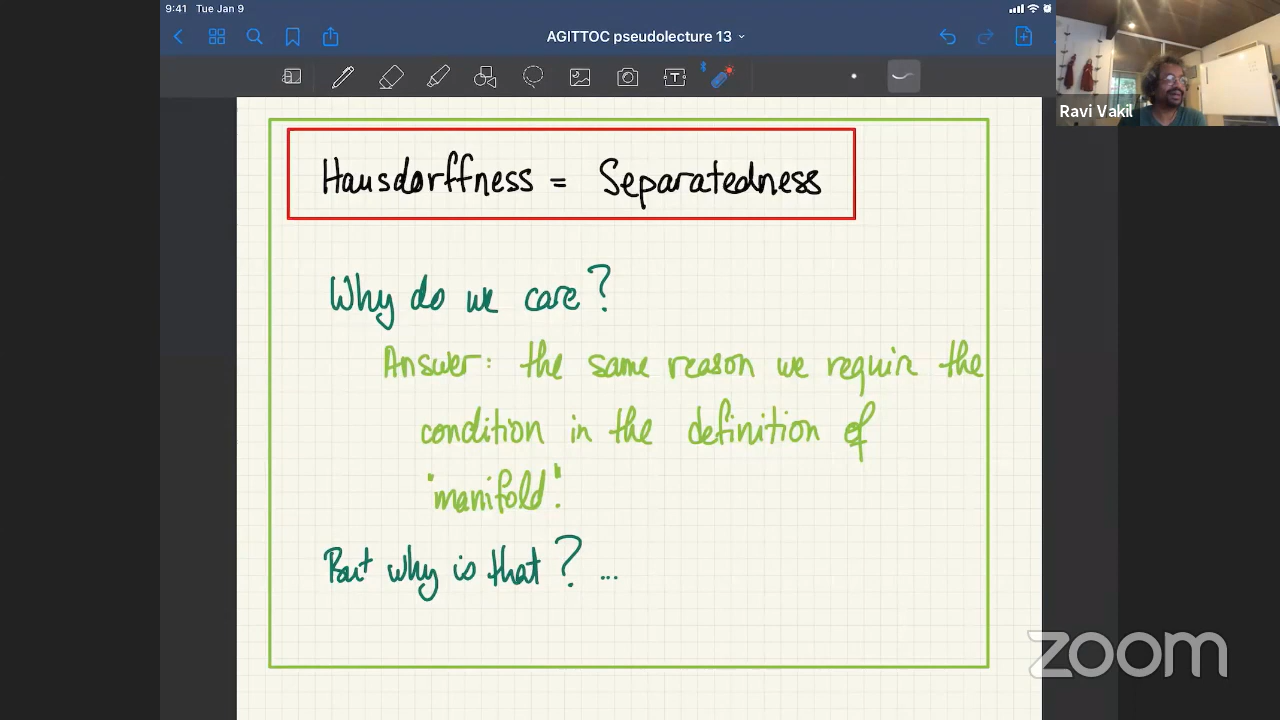 9:41 Tue Jan 9
AGITTOC pseudolecture 13
Ravi Vakil
Hausdorffness = Separatedness
Why do we care?
Answer: the same reason we require the
condition in the definition of
"manifold".
But why is that? ...
zoom